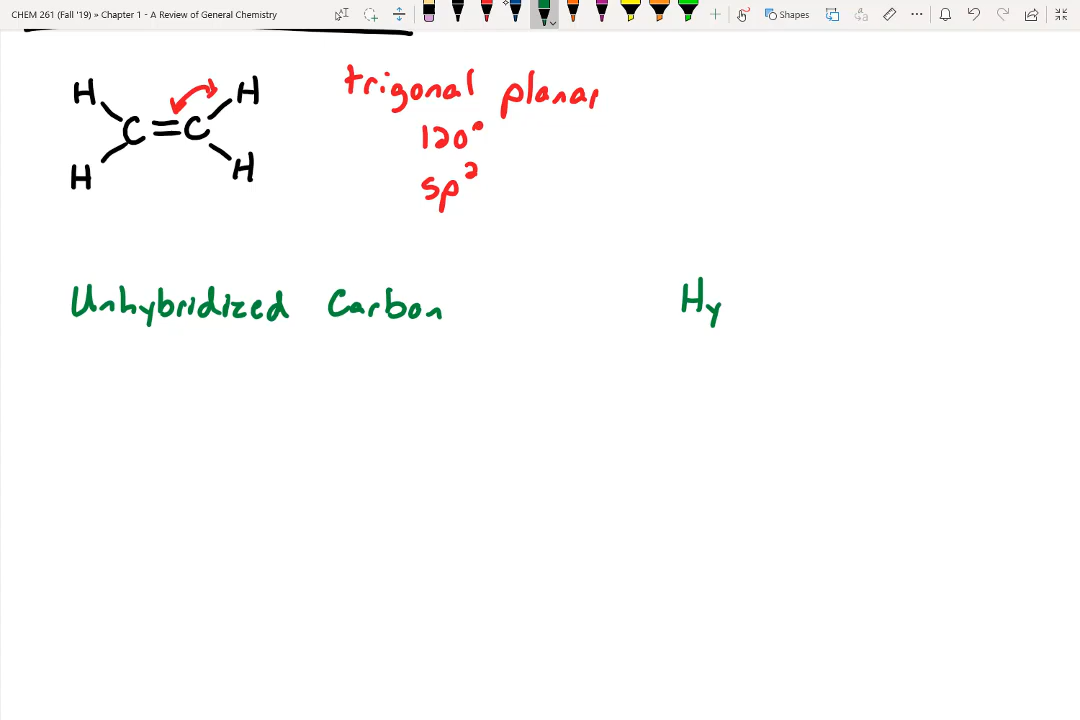 CHEM 261 (Fall '19) » Chapter 1 - A Review of General Chemistry
Shapes
H H
C=C
H H
trigonal planar
120°
sp²
Unhybridized Carbon Hy